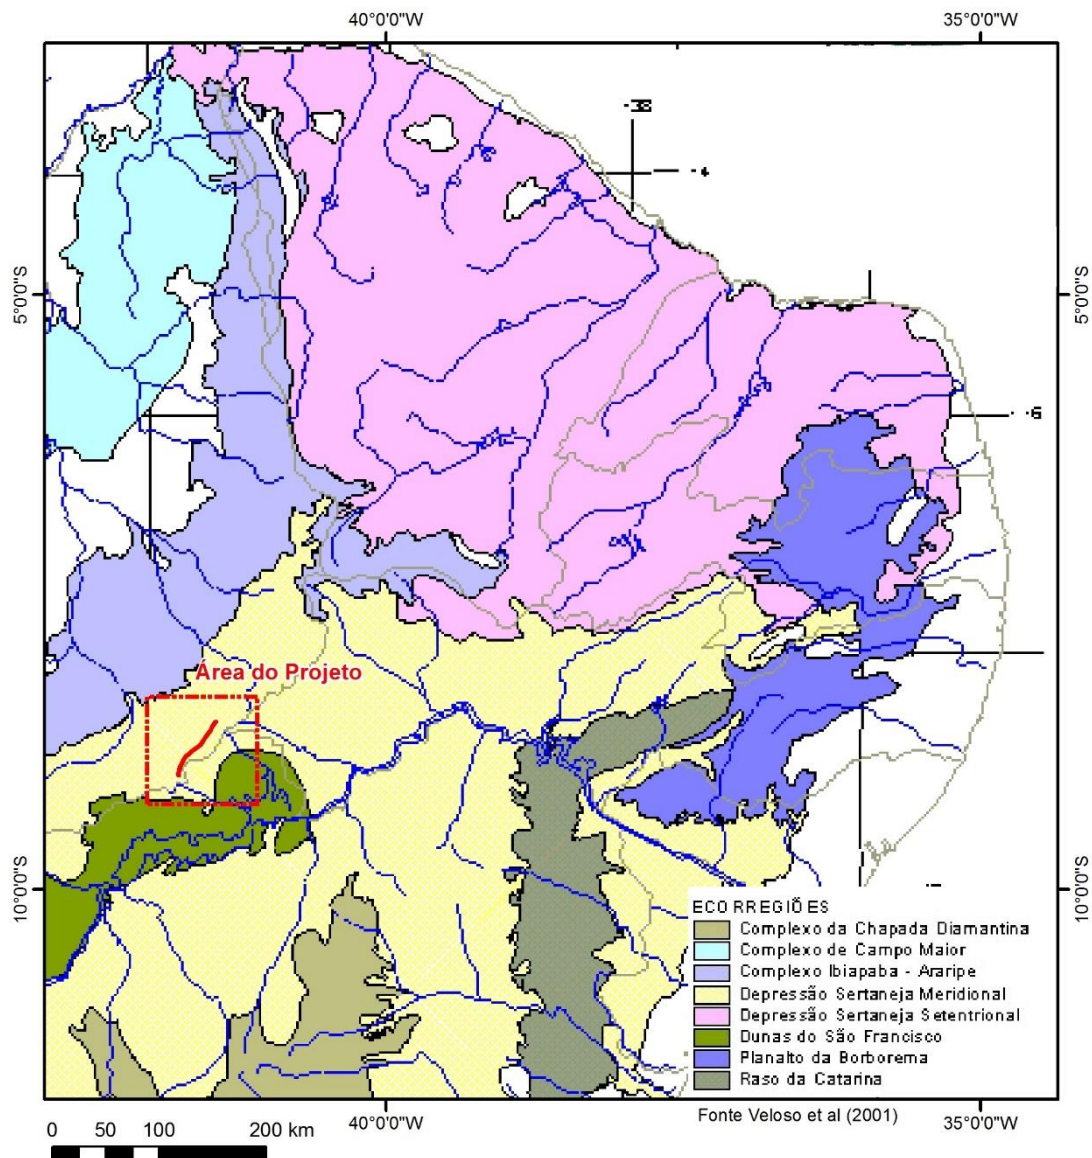 40°0'0"W
35°0'0"W
-38
-4
5°0'0"S
5°0'0"S
-6
Área do Projeto
10°0'0"S
10°0'0"S
ECORREGIÕES
Complexo da Chapada Diamantina
Complexo de Campo Maior
Complexo Ibiapaba - Araripe
Depressão Sertaneja Meridional
Depressão Sertaneja Setentrional
Dunas do São Francisco
Planalto da Borborema
Raso da Catarina
Fonte Veloso et al (2001)
40°0'0"W
35°0'0"W
0 50 100 200 km